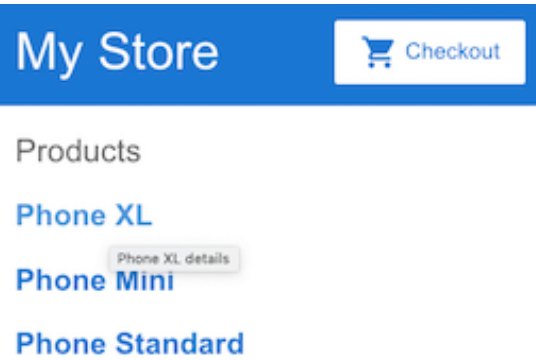 My Store
Checkout
Products
Phone XL
Phone XL details
Phone Mini
Phone Standard